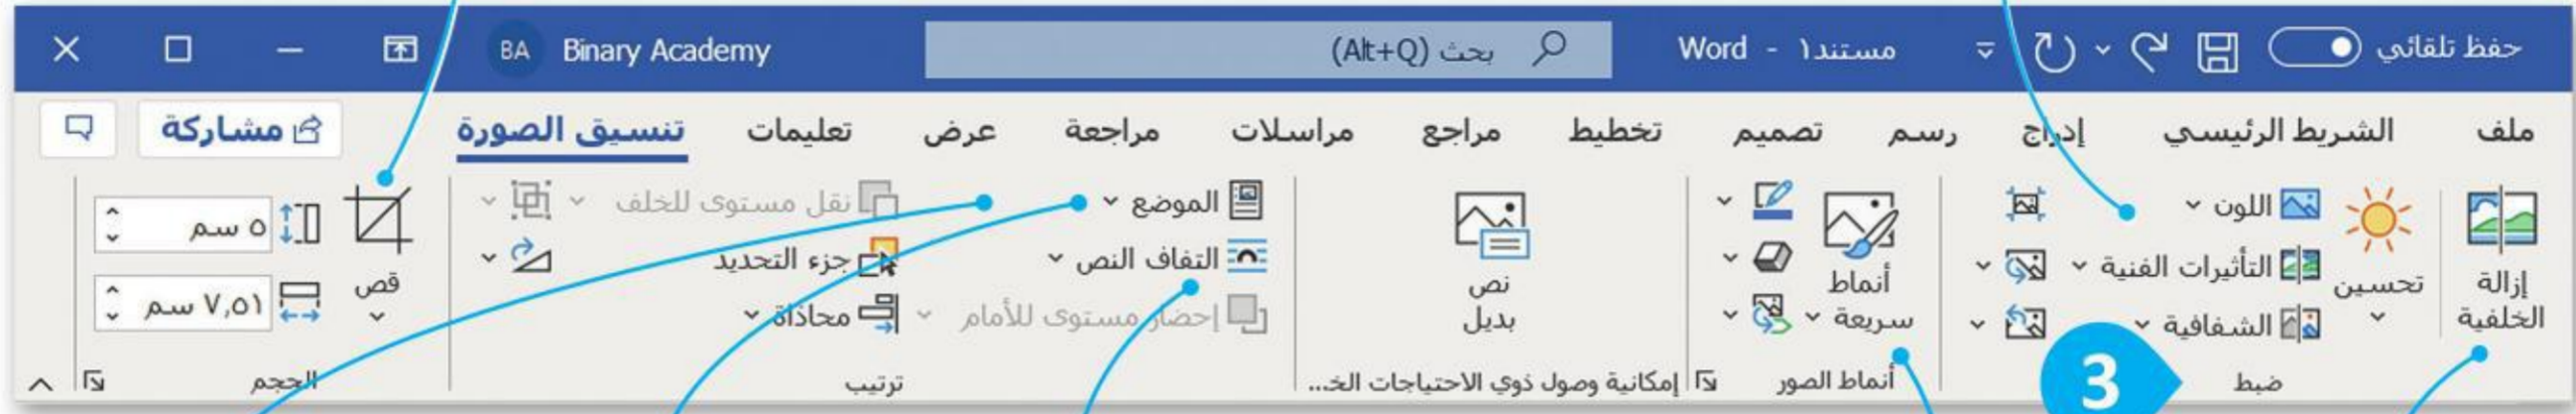 حفظ تلقائي
مستند١ - Word
بحث (Alt+Q)
Binary Academy
BA
ملف
الشريط الرئيسي
إدراج
رسم
تصميم
تخطيط
مراجع
مراسلات
مراجعة
عرض
تعليمات
تنسيق الصورة
مشاركة
إزالة
الخلفية
تحسين
اللون
التأثيرات الفنية
الشفافية
ضبط
3
أنماط
سريعة
أنماط الصور
نص
بديل
إمكانية وصول ذوي الاحتياجات الخـ...
الموضع
التفاف النص
إحضار مستوى للأمام
نقل مستوى للخلف
جزء التحديد
محاذاة
ترتيب
قص
٥ سم
٧,٥١ سم
الحجم